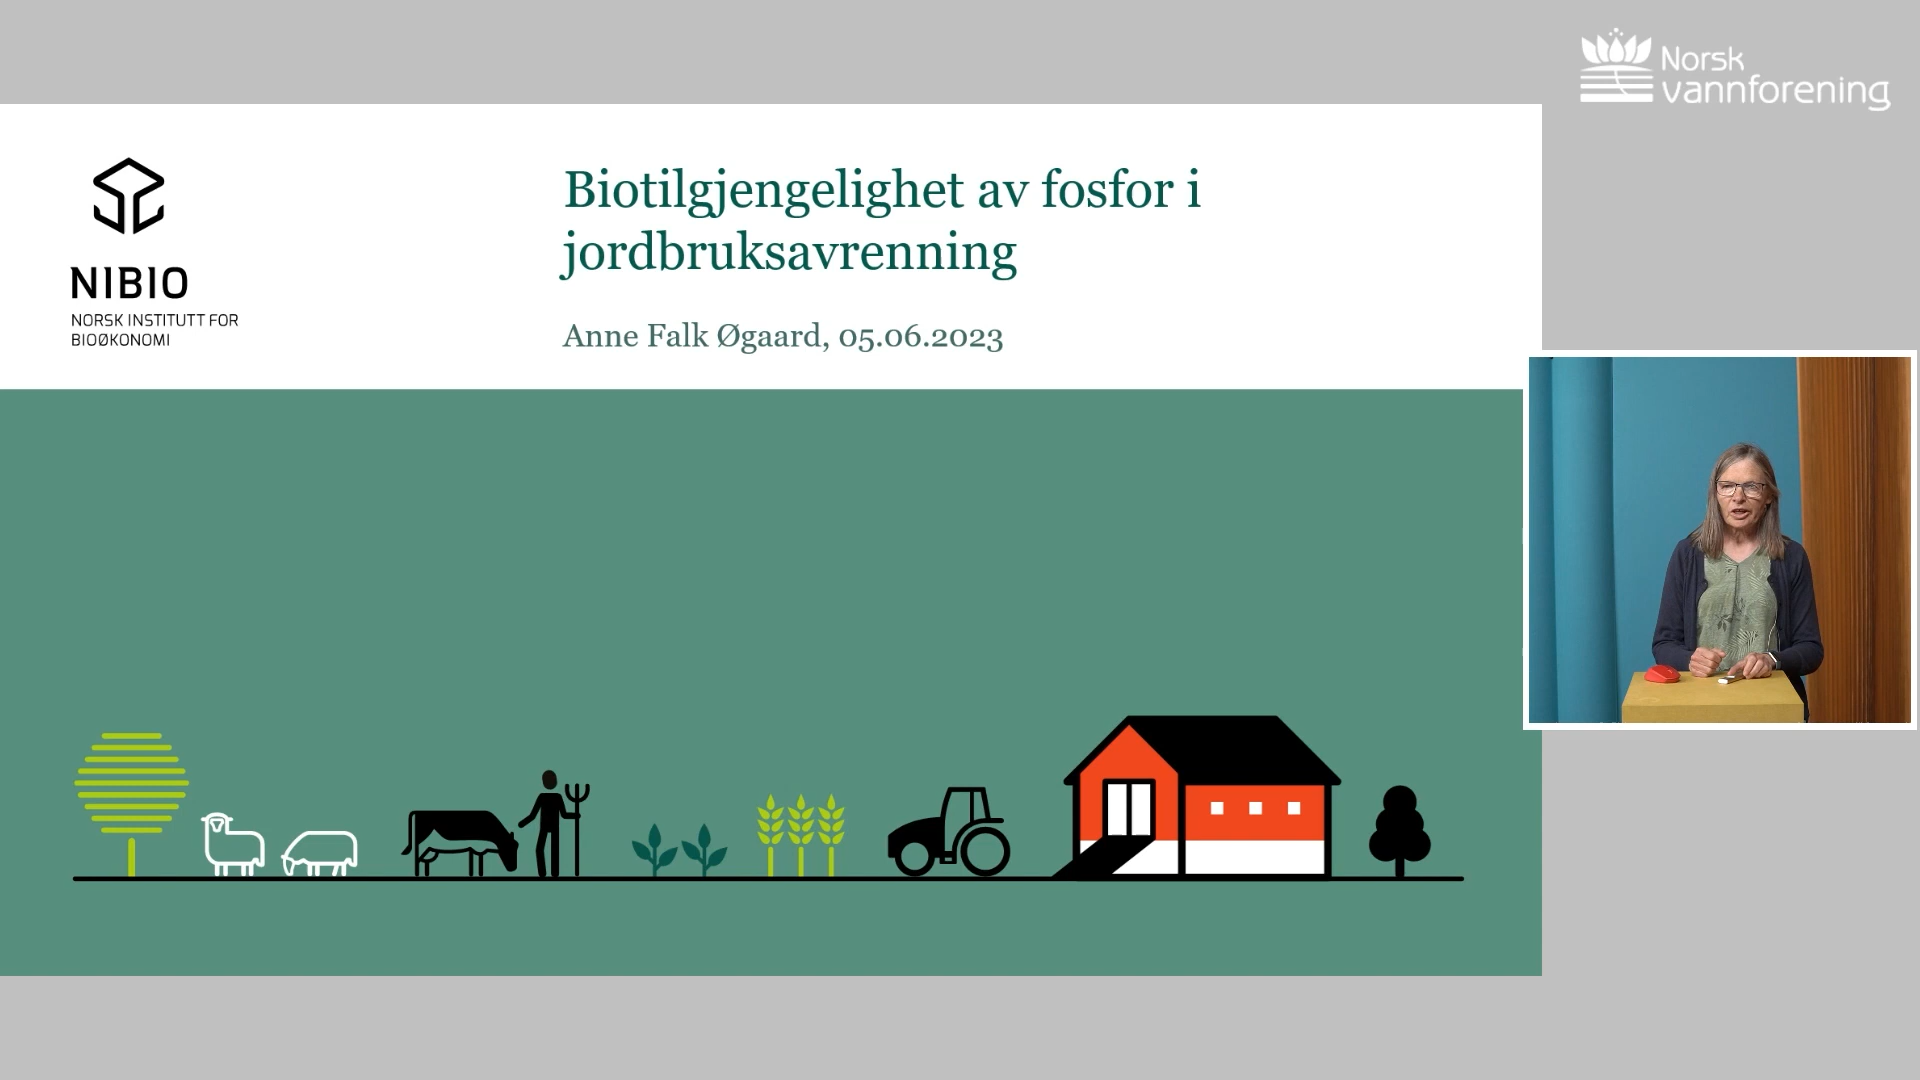 Norsk
vannforening
Biotilgjengelighet av fosfor i
jordbruksavrenning
Anne Falk Øgaard, 05.06.2023
NIBIO
NORSK INSTITUTT FOR
BIOØKONOMI